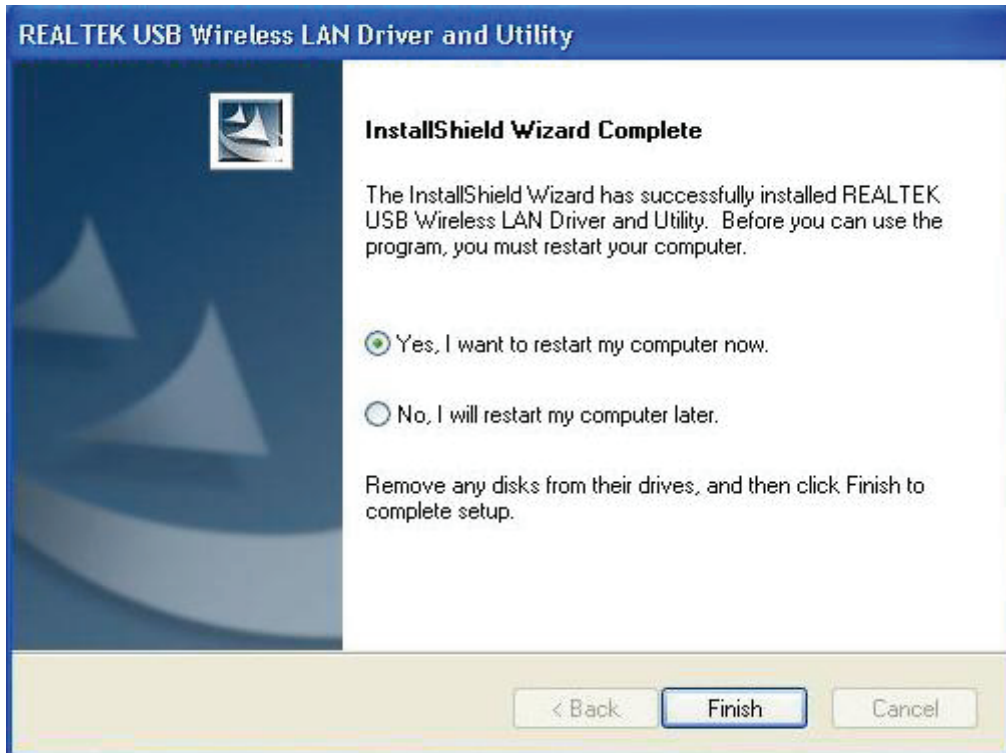 REALTEK USB Wireless LAN Driver and Utility
InstallShield Wizard Complete
The InstallShield Wizard has successfully installed REALTEK
USB Wireless LAN Driver and Utility.  Before you can use the
program, you must restart your computer.
Yes, I want to restart my computer now.
No, I will restart my computer later.
Remove any disks from their drives, and then click Finish to
complete setup.
< Back Finish Cancel